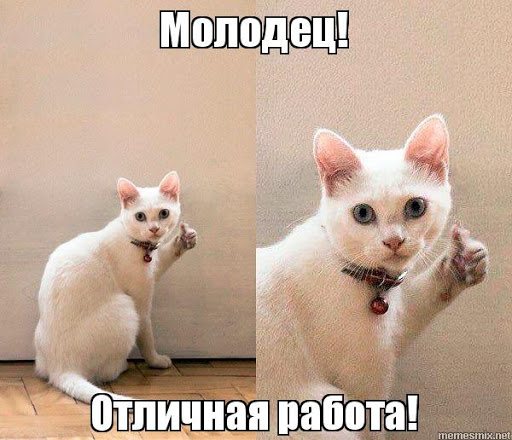 Молодец!
Отличная работа!
memesmix.net